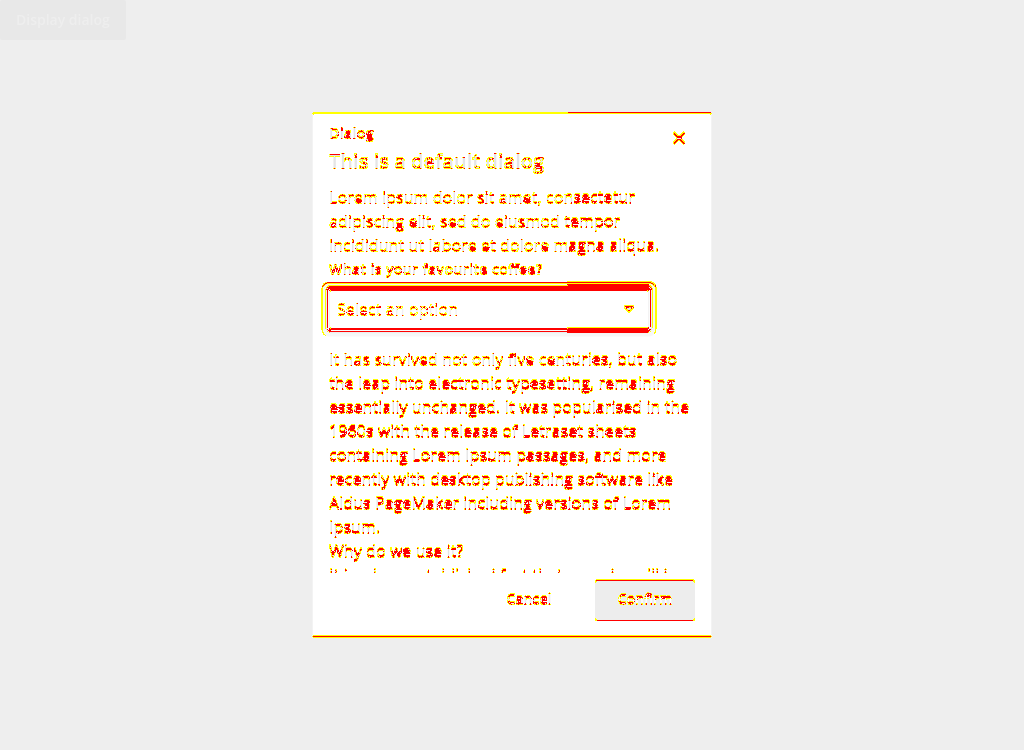 Display dialog
Dialog
This is a default dialog
Lorem ipsum dolor sit amet, consectetur
adipiscing elit, sed do eiusmod tempor
incididunt ut labore et dolore magna aliqua.
What is your favourite coffee?
Select an option
It has survived not only five centuries, but also
the leap into electronic typesetting, remaining
essentially unchanged. It was popularised in the
1960s with the release of Letraset sheets
containing Lorem Ipsum passages, and more
recently with desktop publishing software like
Aldus PageMaker including versions of Lorem
Ipsum.
Why do we use it?
Cancel
Confirm